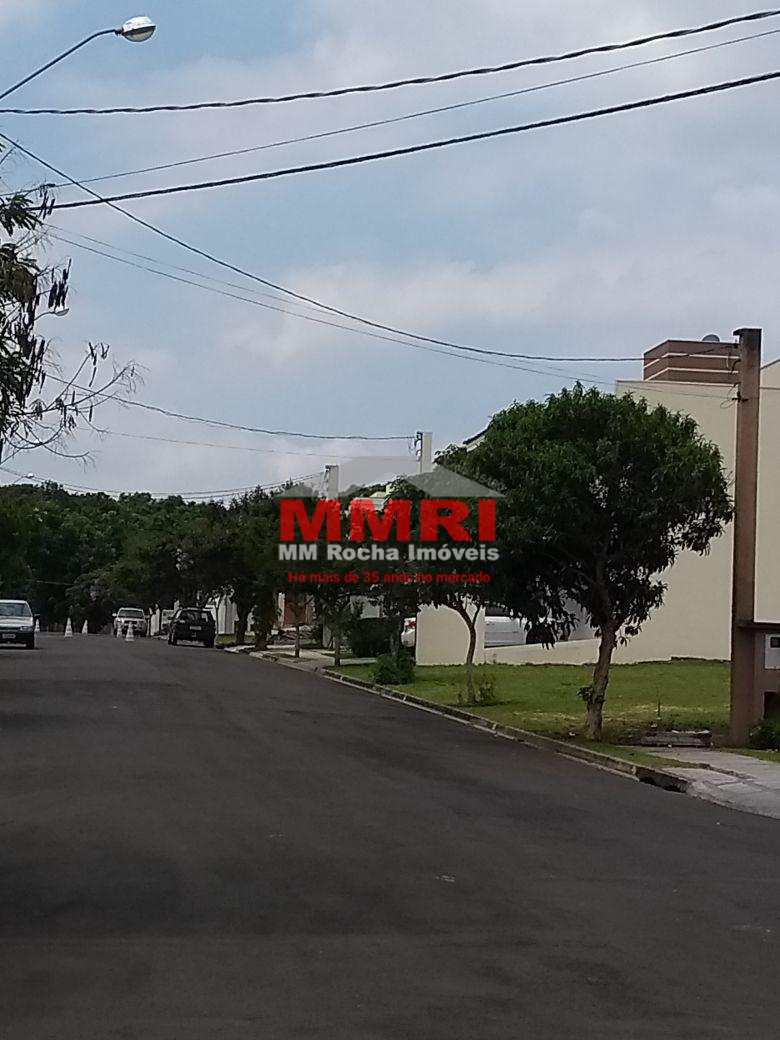 MMRI
MM Rocha Imóveis
Há mais de 35 anos no mercado